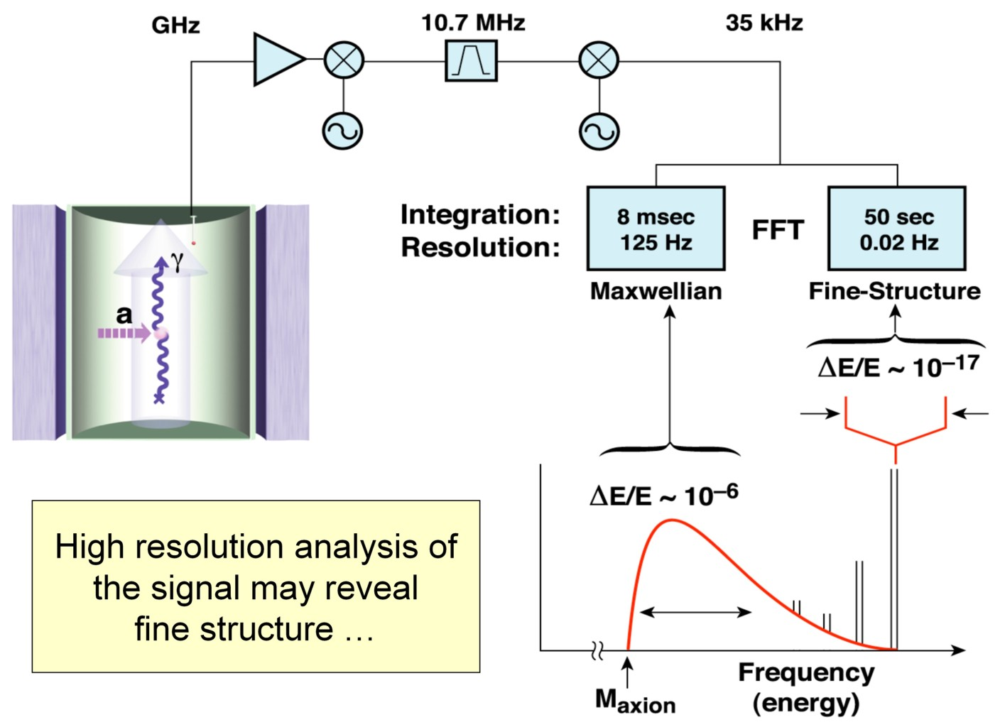 GHz
10.7 MHz
35 kHz
Integration:
Resolution:
8 msec
125 Hz
FFT
50 sec
0.02 Hz
Maxwellian
Fine-Structure
γ
a
ΔE/E ~ 10⁻¹⁷
ΔE/E ~ 10⁻⁶
High resolution analysis of
the signal may reveal
fine structure …
Frequency
(energy)
Maxion